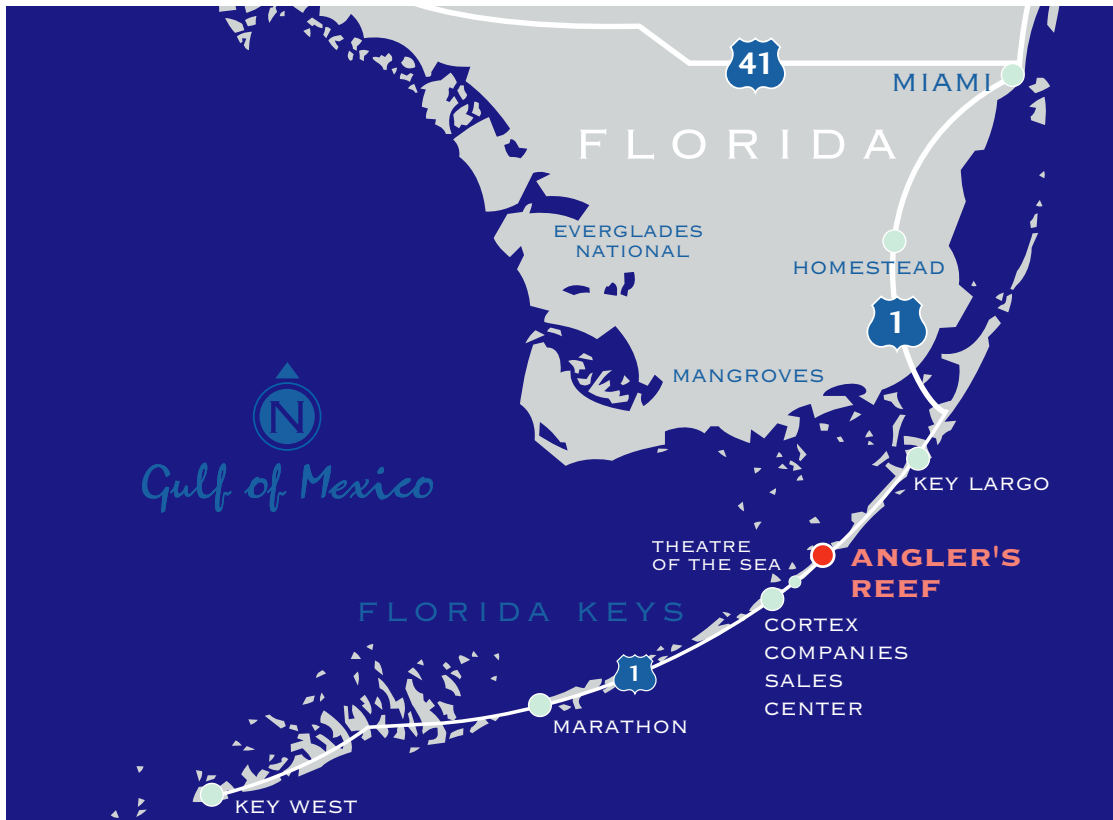 41
MIAMI
FLORIDA
EVERGLADES
NATIONAL
HOMESTEAD
1
MANGROVES
N
Gulf of Mexico
KEY LARGO
THEATRE
OF THE SEA
ANGLER'S
REEF
FLORIDA KEYS
CORTEX
COMPANIES
SALES
CENTER
1
MARATHON
KEY WEST